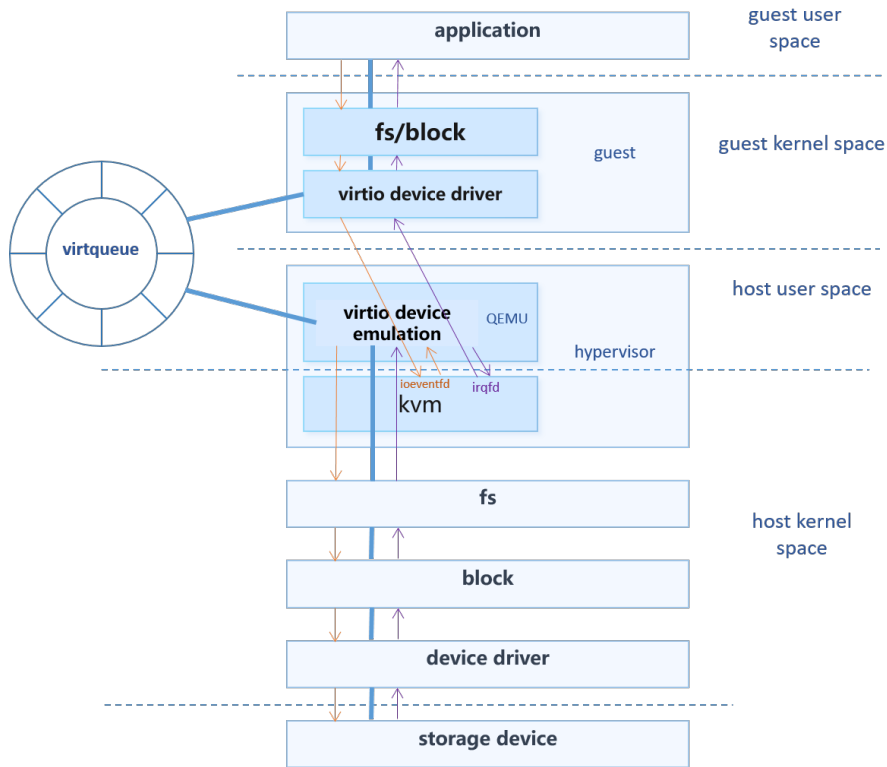 application
guest user
space
fs/block
guest
guest kernel space
virtio device driver
virtqueue
host user space
virtio device
emulation
QEMU
hypervisor
ioeventfd
irqfd
kvm
fs
host kernel
space
block
device driver
storage device